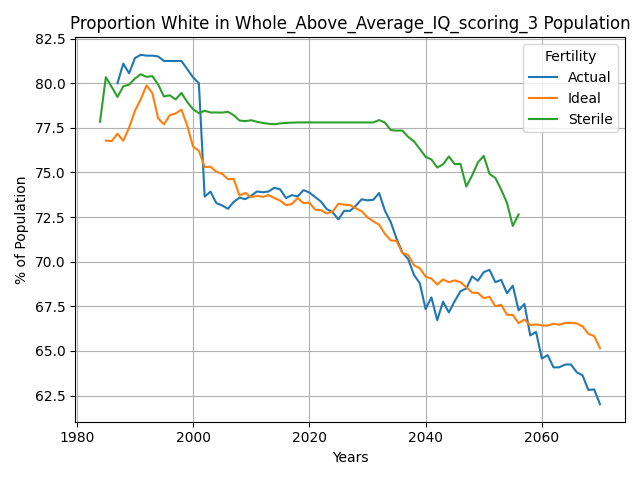 Proportion White in Whole_Above_Average_IQ_scoring_3 Population
% of Population
82.5
80.0
77.5
75.0
72.5
70.0
67.5
65.0
62.5
1980
2000
2020
2040
2060
Years
Fertility
Actual
Ideal
Sterile